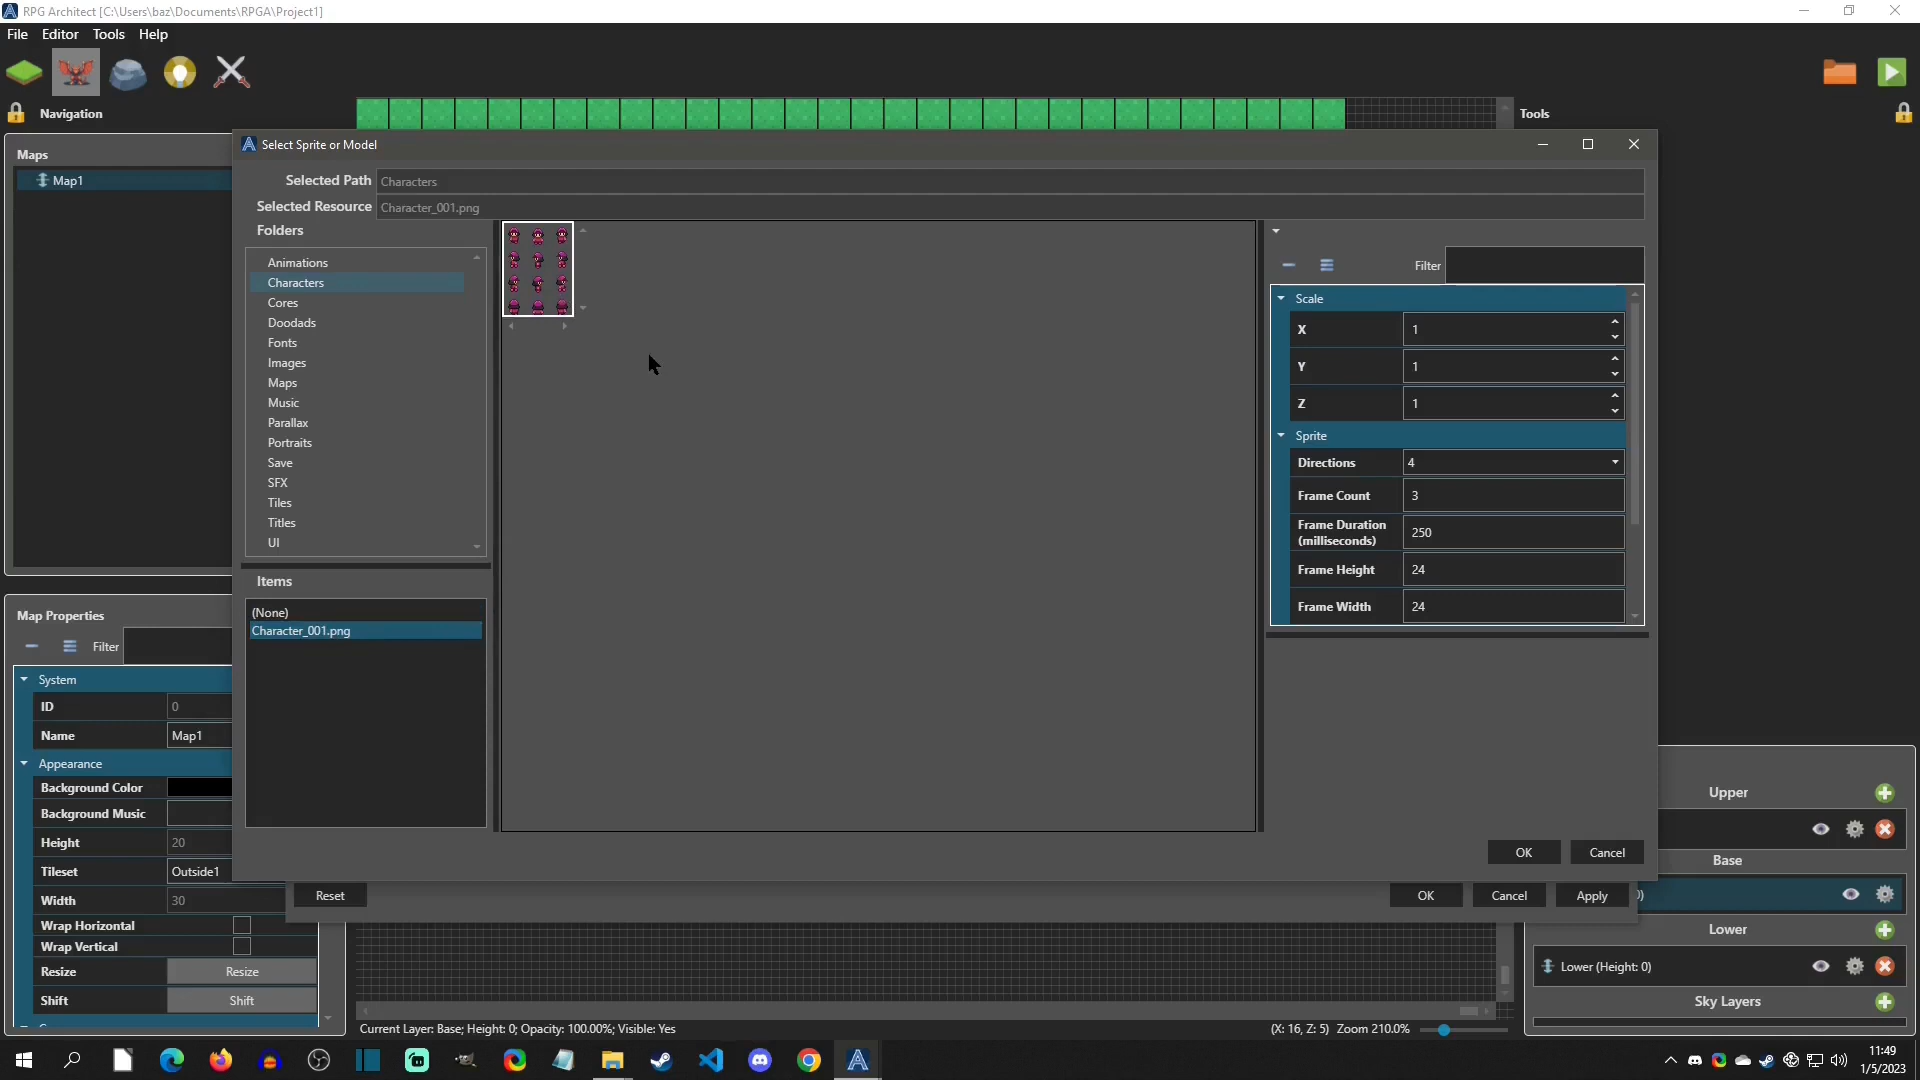 RPG Architect [C:\Users\baz\Documents\RPGA\Project1]
File Editor Tools Help
Navigation
Tools
Maps
Map1
Select Sprite or Model
Selected Path Characters
Selected Resource Character_001.png
Folders
Animations
Characters
Cores
Doodads
Fonts
Images
Maps
Music
Parallax
Portraits
Save
SFX
Tiles
Titles
UI
Items
(None)
Character_001.png
Filter
Scale
X 1
Y 1
Z 1
Sprite
Directions 4
Frame Count 3
Frame Duration
(milliseconds) 250
Frame Height 24
Frame Width 24
OK Cancel
Map Properties
Filter
System
ID 0
Name Map1
Appearance
Background Color
Background Music
Height 20
Tileset Outside1
Width 30
Wrap Horizontal
Wrap Vertical
Resize Resize
Shift Shift
Reset
OK Cancel Apply
Upper
Base
Lower
Lower (Height: 0)
Sky Layers
Current Layer: Base; Height: 0; Opacity: 100.00%; Visible: Yes
(X: 16, Z: 5) Zoom 210.0%
11:49
1/5/2023